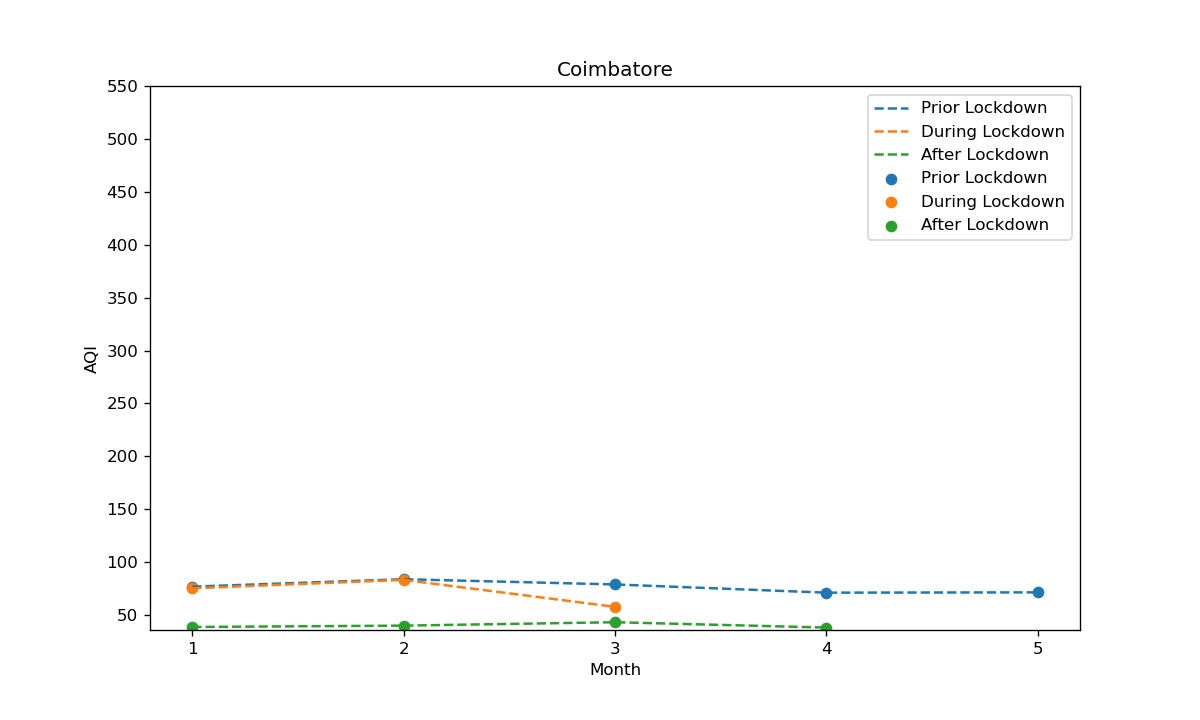 Coimbatore
550
500
450
400
350
300
250
200
150
100
50
AQI
Prior Lockdown
During Lockdown
After Lockdown
Prior Lockdown
During Lockdown
After Lockdown
1 2 3 4 5
Month